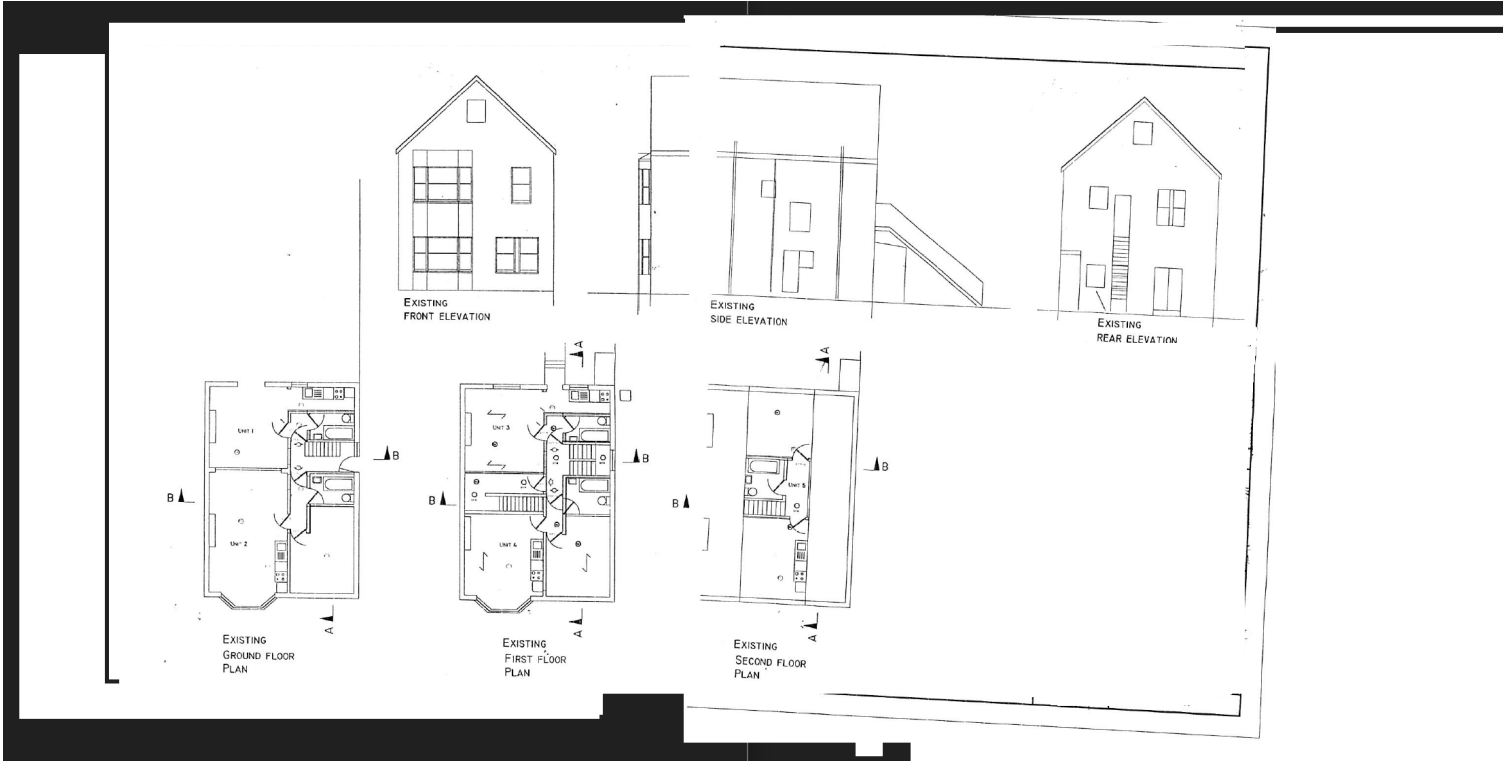 EXISTING
FRONT ELEVATION
EXISTING
SIDE ELEVATION
EXISTING
REAR ELEVATION
A
A
A
UNIT 1
UNIT 3
UNIT 5
B
B
B
B
B
B
UNIT 2
UNIT 4
A
A
A
EXISTING
GROUND FLOOR
PLAN
EXISTING
FIRST FLOOR
PLAN
EXISTING
SECOND FLOOR
PLAN